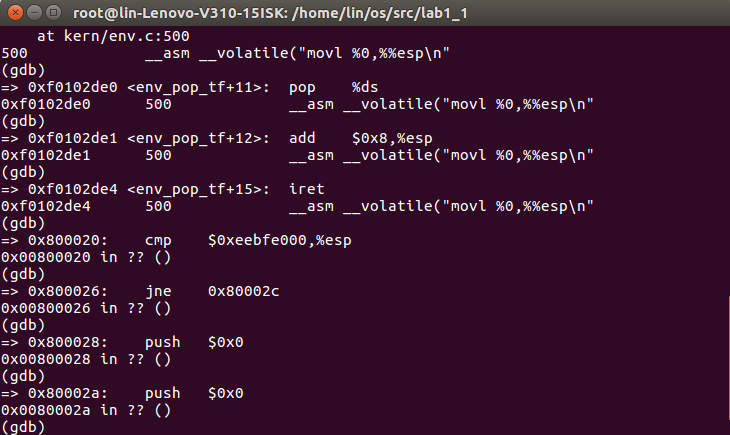 root@lin-Lenovo-V310-15ISK: /home/lin/os/src/lab1_1
    at kern/env.c:500
500             __asm __volatile("movl %0,%%esp\n"
(gdb)
=> 0xf0102de0 <env_pop_tf+11>:  pop    %ds
0xf0102de0      500             __asm __volatile("movl %0,%%esp\n"
(gdb)
=> 0xf0102de1 <env_pop_tf+12>:  add    $0x8,%esp
0xf0102de1      500             __asm __volatile("movl %0,%%esp\n"
(gdb)
=> 0xf0102de4 <env_pop_tf+15>:  iret
0xf0102de4      500             __asm __volatile("movl %0,%%esp\n"
(gdb)
=> 0x800020:    cmp    $0xeebfe000,%esp
0x00800020 in ?? ()
(gdb)
=> 0x800026:    jne    0x80002c
0x00800026 in ?? ()
(gdb)
=> 0x800028:    push   $0x0
0x00800028 in ?? ()
(gdb)
=> 0x80002a:    push   $0x0
0x0080002a in ?? ()
(gdb)